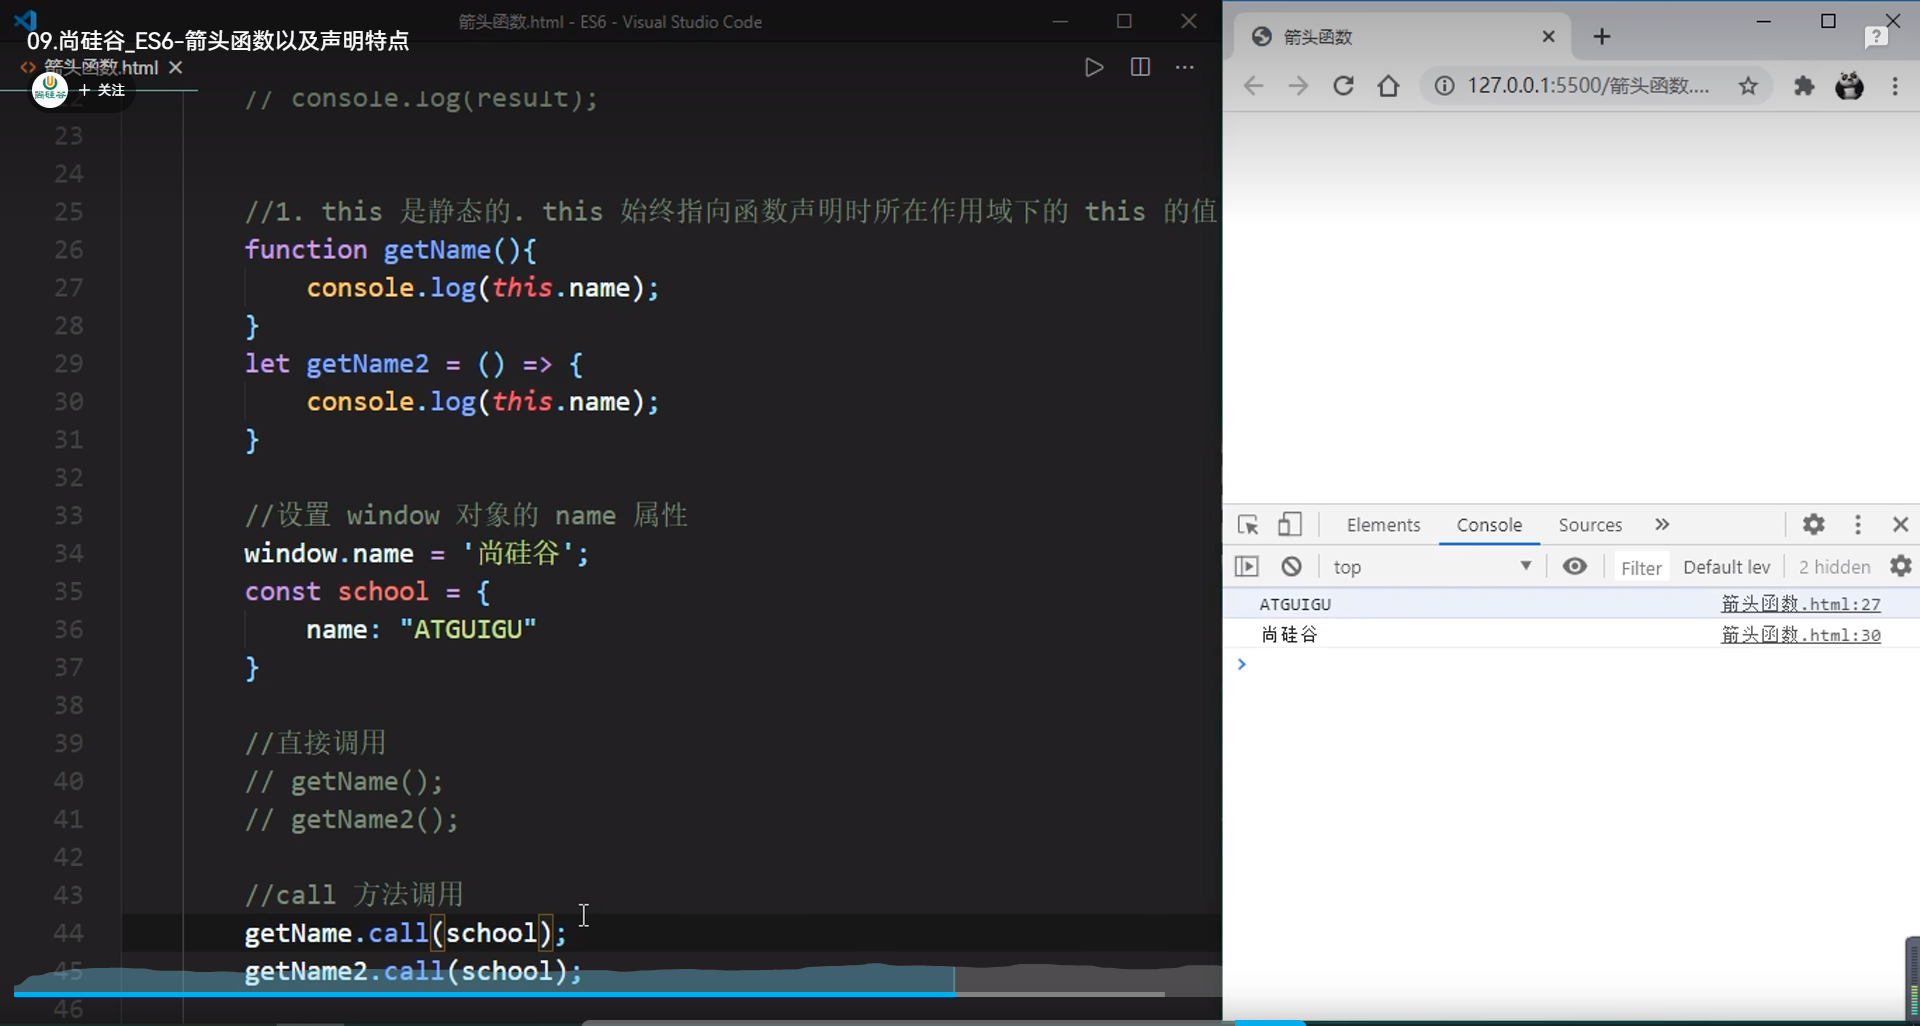 箭头函数.html - ES6 - Visual Studio Code
09.尚硅谷_ES6-箭头函数以及声明特点
箭头函数.html
尚硅谷
+ 关注
// console.log(result);
23
24
25 //1. this 是静态的. this 始终指向函数声明时所在作用域下的 this 的值
26 function getName(){
27 console.log(this.name);
28 }
29 let getName2 = () => {
30 console.log(this.name);
31 }
32
33 //设置 window 对象的 name 属性
34 window.name = '尚硅谷';
35 const school = {
36 name: "ATGUIGU"
37 }
38
39 //直接调用
40 // getName();
41 // getName2();
42
43 //call 方法调用
44 getName.call(school);
45 getName2.call(school);
46
箭头函数
127.0.0.1:5500/箭头函数....
Elements Console Sources
top Filter Default lev 2 hidden
ATGUIGU 箭头函数.html:27
尚硅谷 箭头函数.html:30